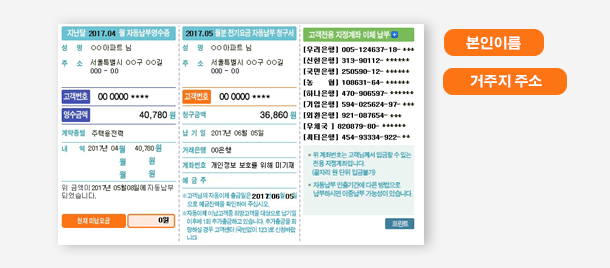 지난달 2017.04 월 자동납부영수증
성 명 ○○아파트 님
주 소 서울특별시 ○○구 ○○길
000 - 00
고객번호 00 0000 ****
영수금액 40,780 원
계약종별 주택용전력
내 역 2017년 04월 40,780원
월 원
월 원
위 금액이 2017년 05월08일에 자동납부
되었습니다.
현재 미납요금 0원
2017.05 월분 전기요금 자동납부 청구서
성 명 ○○아파트 님
주 소 서울특별시 ○○구 ○○길
000 - 00
고객번호 00 0000 ****
청구금액 36,860 원
납 기 일 2017년 06월 05일
거래은행 00은행
계좌번호 개인정보 보호를 위해 미기재
예 금 주
※고객님의 자동이체 출금일은 2017년06월05일
으로 예금잔액을 확인하여 주십시오.
※자동이체 미납고객중 희망고객을 대상으로 납기일
이후에 1회 추가출금하고 있습니다. 추가출금을 희
망하실 경우 고객센터 (국번없이 123)로 신청바랍
니다
고객전용 지정계좌 이체 납부
[우리은행] 005-124637-18- ***
[신한은행] 313-90112- ******
[국민은행] 250590-12- ******
[농 협] 108631-64- ******
[하나은행] 470-906597- ******
[기업은행] 594-025624-97- ***
[외환은행] 921-087654- ***
[우체국 ] 820079-80- ******
[씨티은행] 454-93334-922- **
위 계좌번호는 고객님께서 입금할 수 있는
전용 지정계좌입니다.
(끝자리 원 단위 입금불가)
자동납부 인출기간에 다른 방법으로
납부하시면 이중납부 가능성이 있습니다.
프린트
본인이름
거주지 주소